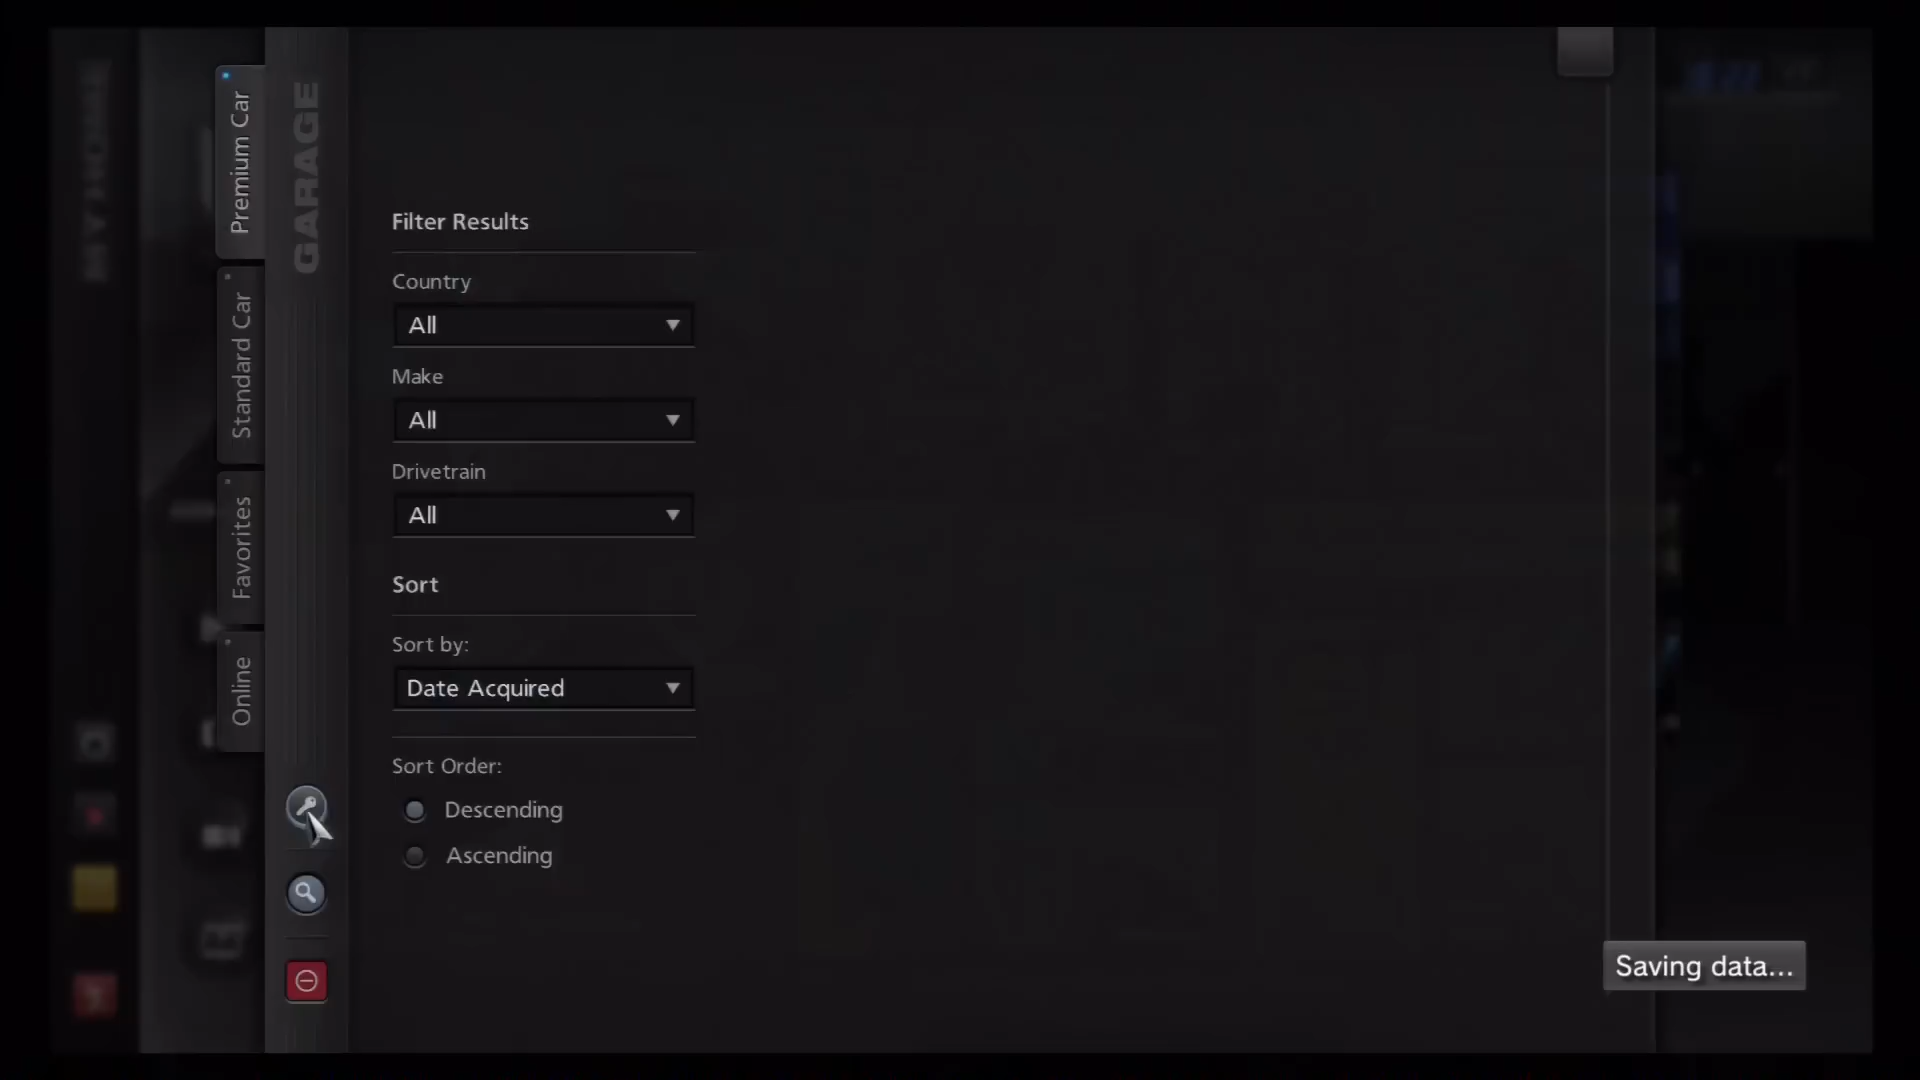 GARAGE
Premium Car
Standard Car
Favorites
Online
Filter Results
Country
All
Make
All
Drivetrain
All
Sort
Sort by:
Date Acquired
Sort Order:
Descending
Ascending
Saving data...